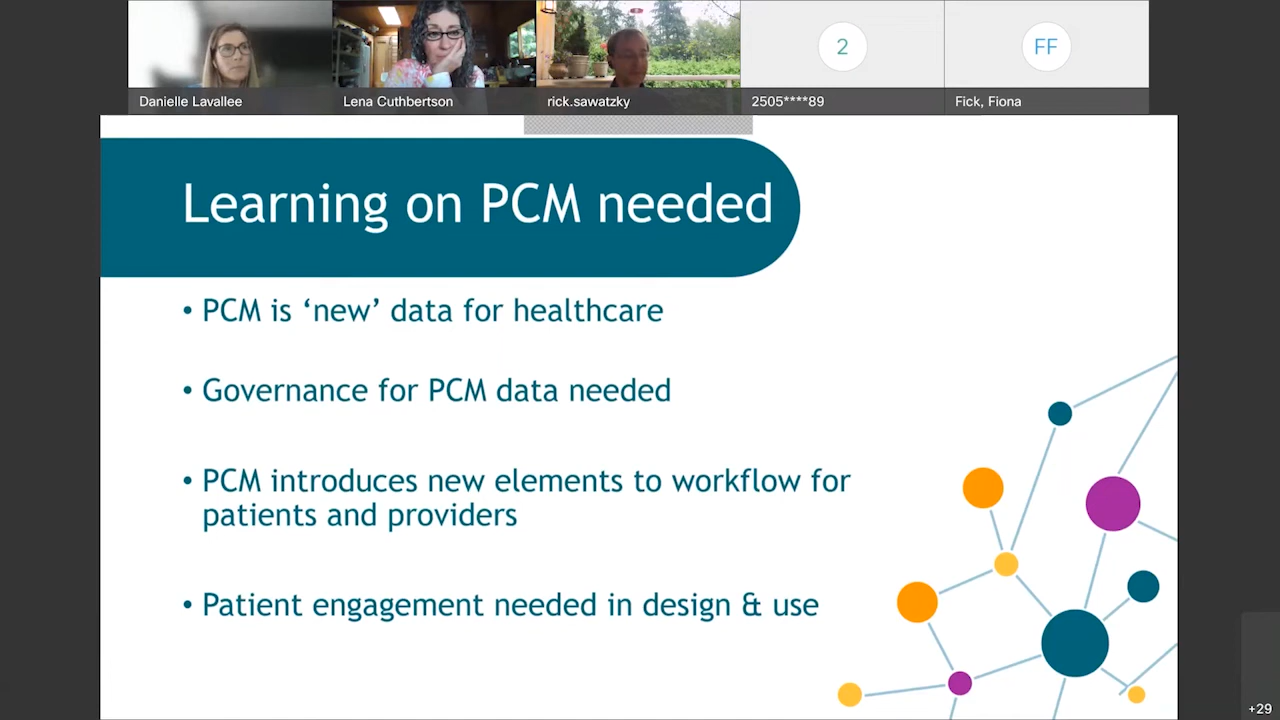 Danielle Lavallee
Lena Cuthbertson
rick.sawatzky
2
2505****89
FF
Fick, Fiona
Learning on PCM needed
• PCM is ‘new’ data for healthcare
• Governance for PCM data needed
• PCM introduces new elements to workflow for
patients and providers
• Patient engagement needed in design & use
+29